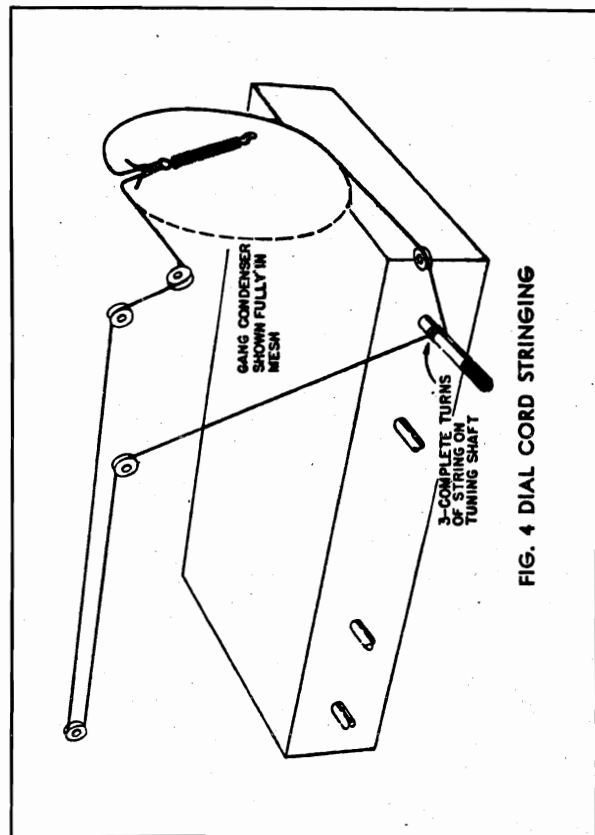 GANG CONDENSER
SHOWN FULLY IN
MESH
3-COMPLETE TURNS
OF STRING ON
TUNING SHAFT
FIG. 4 DIAL CORD STRINGING